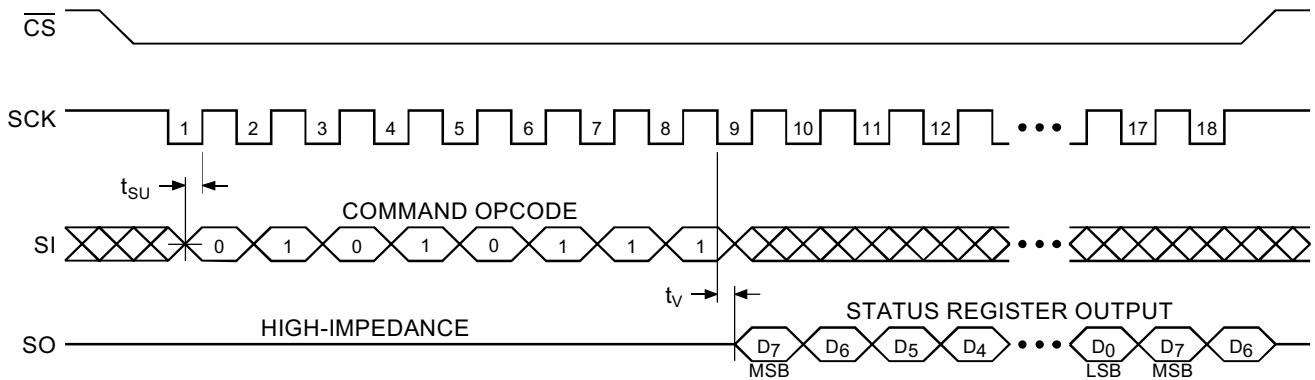 CS
SCK 1 2 3 4 5 6 7 8 9 10 11 12 17 18
tSU
COMMAND OPCODE
SI 0 1 0 1 0 1 1 1
tV
STATUS REGISTER OUTPUT
HIGH-IMPEDANCE
SO D7 D6 D5 D4 D0 D7 D6
MSB LSB MSB